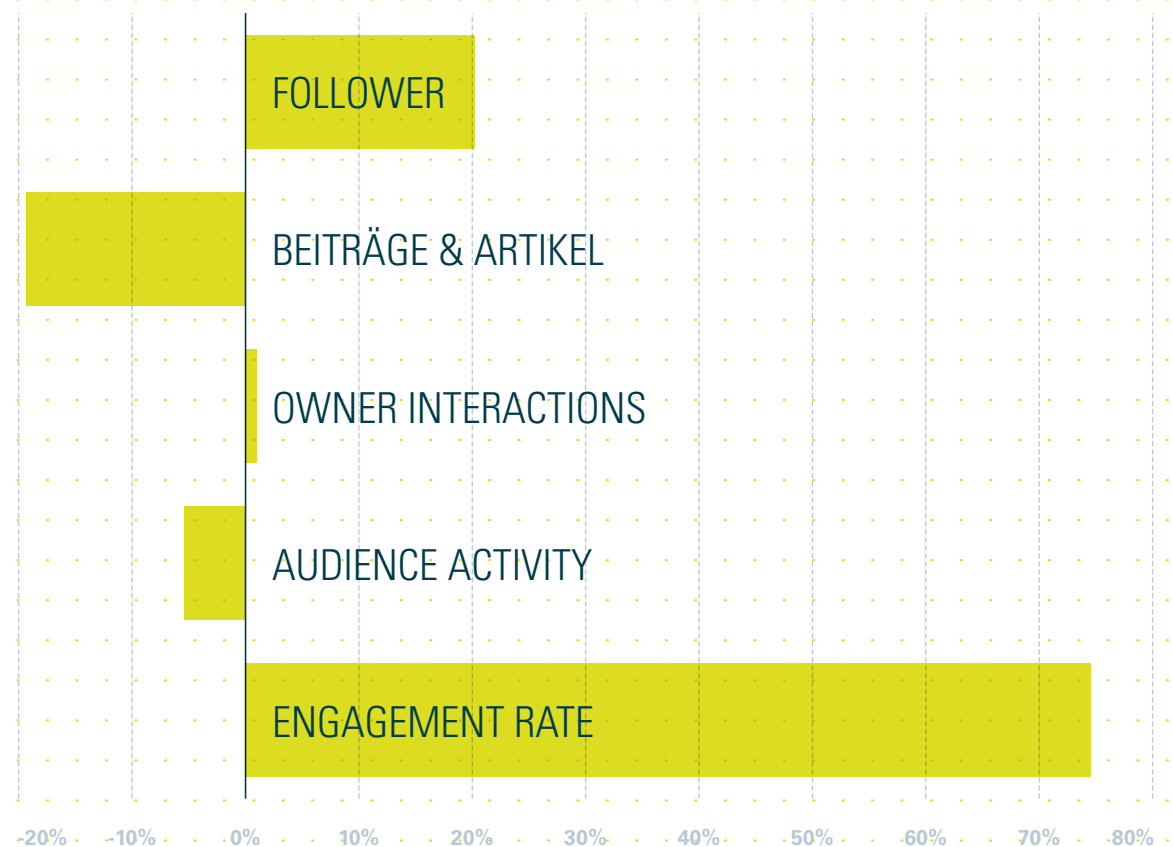 FOLLOWER
BEITRÄGE & ARTIKEL
OWNER INTERACTIONS
AUDIENCE ACTIVITY
ENGAGEMENT RATE
-20% -10% 0% 10% 20% 30% 40% 50% 60% 70% 80%